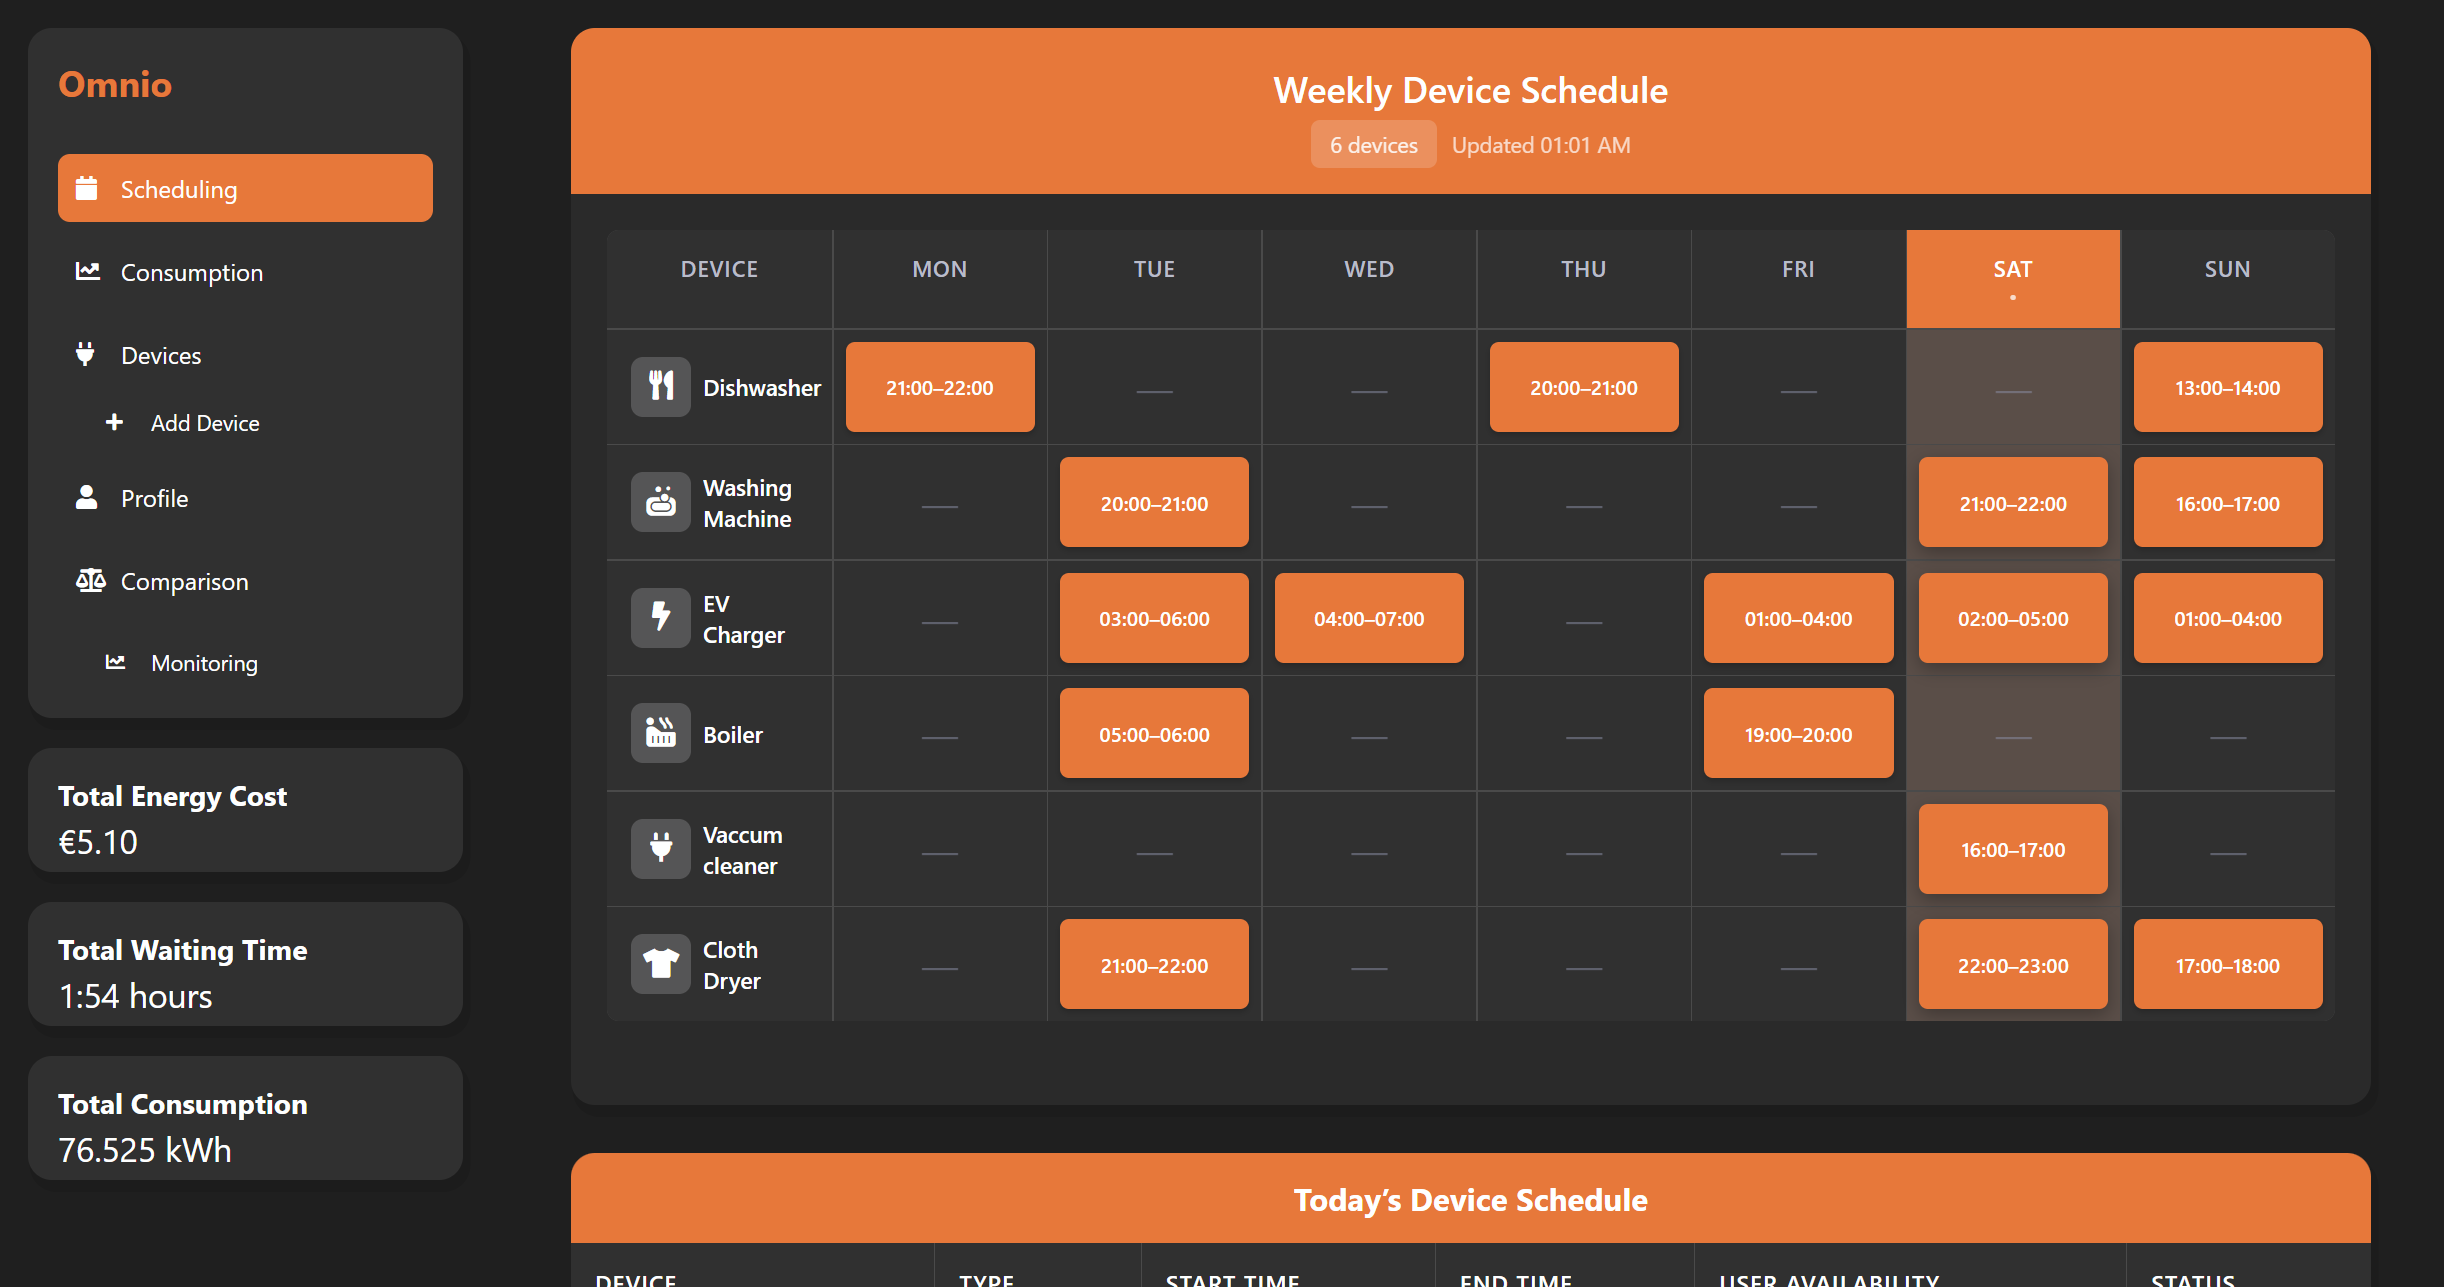 Omnio
Scheduling
Consumption
Devices
Add Device
Profile
Comparison
Monitoring
Total Energy Cost
€5.10
Total Waiting Time
1:54 hours
Total Consumption
76.525 kWh
Weekly Device Schedule
6 devices Updated 01:01 AM
DEVICE MON TUE WED THU FRI SAT SUN
Dishwasher 21:00–22:00 — — 20:00–21:00 — — 13:00–14:00
Washing
Machine — 20:00–21:00 — — — 21:00–22:00 16:00–17:00
EV
Charger — 03:00–06:00 04:00–07:00 — 01:00–04:00 02:00–05:00 01:00–04:00
Boiler — 05:00–06:00 — — 19:00–20:00 — —
Vaccum
cleaner — — — — — 16:00–17:00 —
Cloth
Dryer — 21:00–22:00 — — — 22:00–23:00 17:00–18:00
Today’s Device Schedule
DEVICE TYPE START TIME END TIME USER AVAILABILITY STATUS